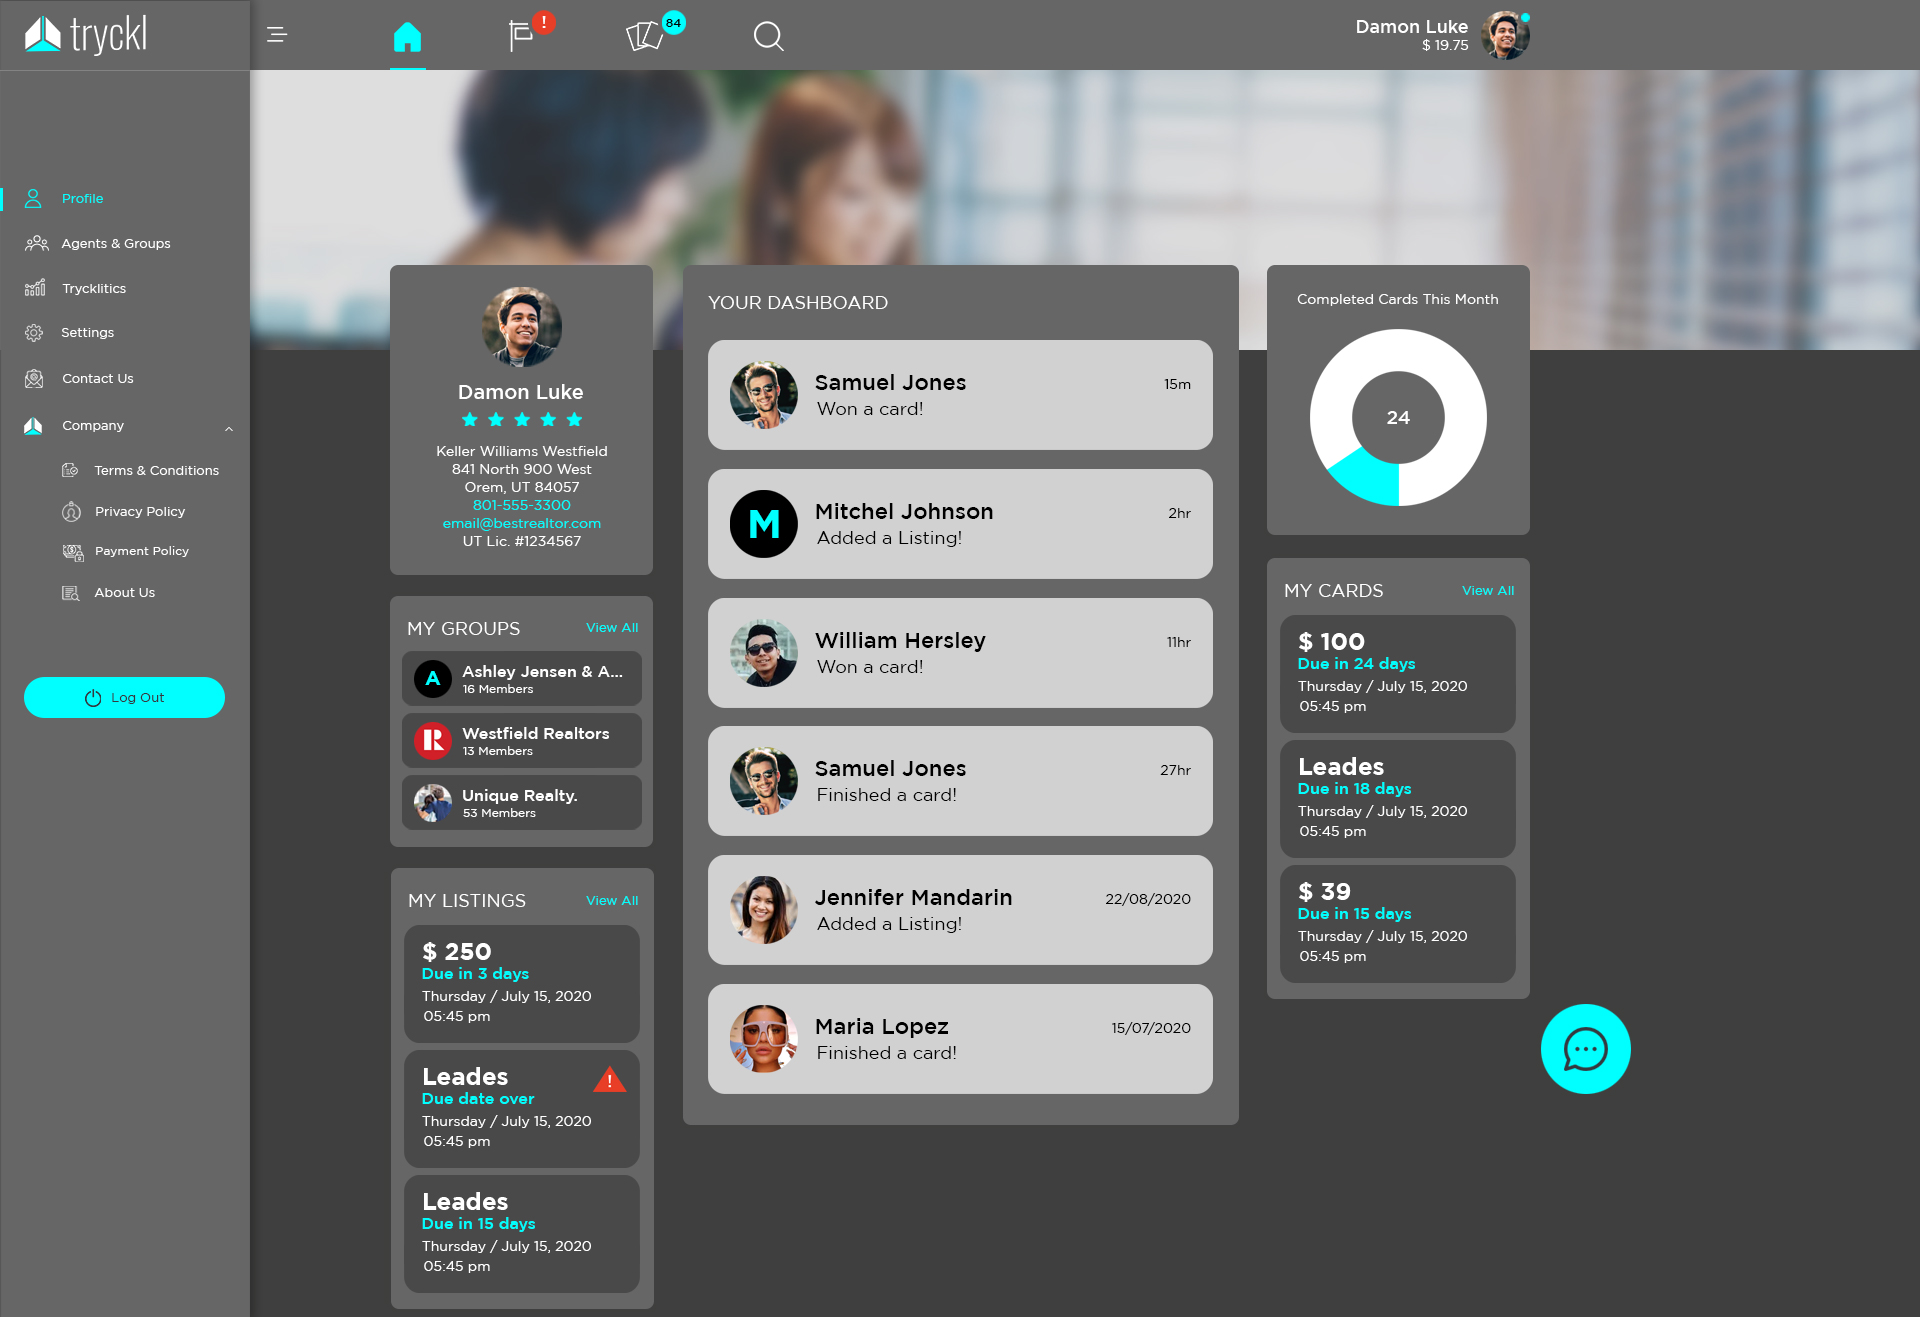 tryckl
!
84
Damon Luke
$ 19.75
Profile
Agents & Groups
Trycklitics
Settings
Contact Us
Company
Terms & Conditions
Privacy Policy
Payment Policy
About Us
Log Out
Damon Luke
Keller Williams Westfield
841 North 900 West
Orem, UT 84057
801-555-3300
email@bestrealtor.com
UT Lic. #1234567
MY GROUPS
View All
A
Ashley Jensen & A...
16 Members
R
Westfield Realtors
13 Members
Unique Realty.
53 Members
MY LISTINGS
View All
$ 250
Due in 3 days
Thursday / July 15, 2020
05:45 pm
Leades
!
Due date over
Thursday / July 15, 2020
05:45 pm
Leades
Due in 15 days
Thursday / July 15, 2020
05:45 pm
YOUR DASHBOARD
Samuel Jones
15m
Won a card!
M
Mitchel Johnson
2hr
Added a Listing!
William Hersley
11hr
Won a card!
Samuel Jones
27hr
Finished a card!
Jennifer Mandarin
22/08/2020
Added a Listing!
Maria Lopez
15/07/2020
Finished a card!
Completed Cards This Month
24
MY CARDS
View All
$ 100
Due in 24 days
Thursday / July 15, 2020
05:45 pm
Leades
Due in 18 days
Thursday / July 15, 2020
05:45 pm
$ 39
Due in 15 days
Thursday / July 15, 2020
05:45 pm